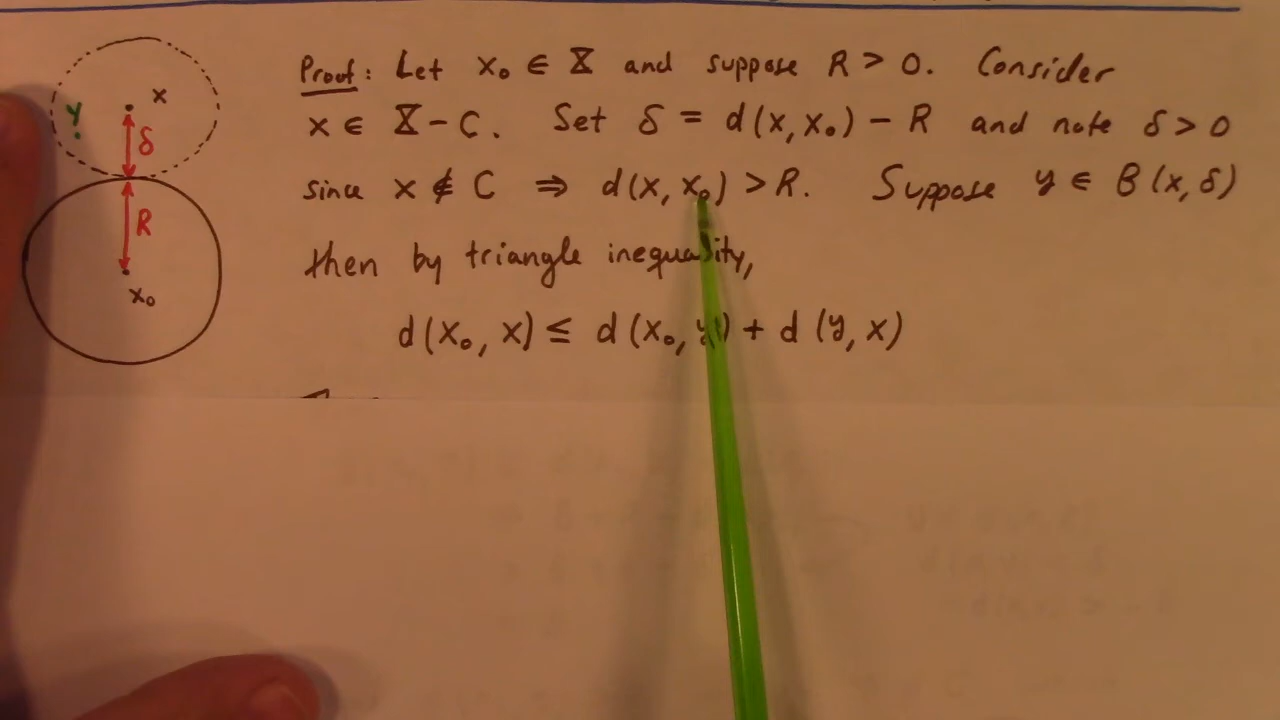 Proof: Let x₀ ∈ X and suppose R > 0. Consider
x ∈ X - C. Set δ = d(x, x₀) - R and note δ > 0
since x ∉ C ⇒ d(x, x₀) > R. Suppose y ∈ B(x, δ)
then by triangle inequality,
d(x₀, x) ≤ d(x₀, y) + d(y, x)
x
y
δ
R
x₀